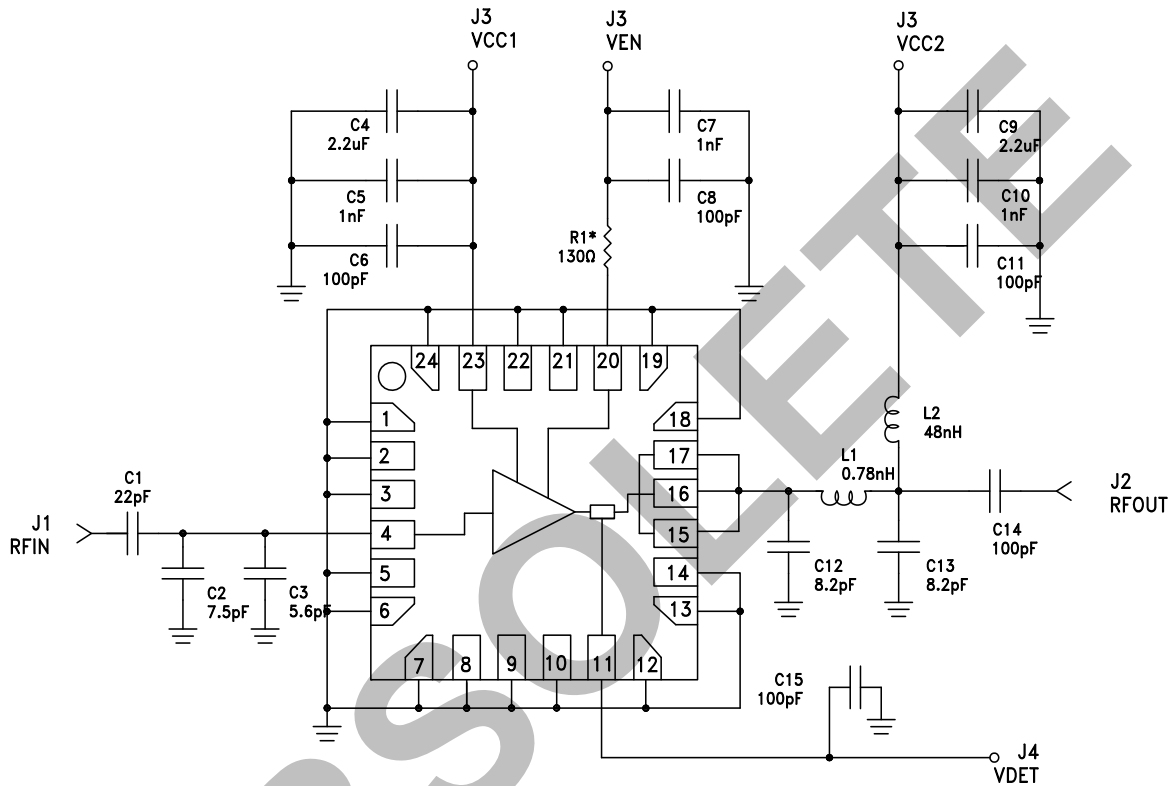 J3
VCC1
J3
VEN
J3
VCC2
C4
2.2uF
C5
1nF
C6
100pF
C7
1nF
C8
100pF
R1*
130Ω
C9
2.2uF
C10
1nF
C11
100pF
24
23
22
21
20
19
1
2
3
4
5
6
18
17
16
15
14
13
7
8
9
10
11
12
L2
48nH
L1
0.78nH
C1
22pF
J1
RFIN
C2
7.5pF
C3
5.6pF
J2
RFOUT
C14
100pF
C12
8.2pF
C13
8.2pF
C15
100pF
J4
VDET
OBSOLETE